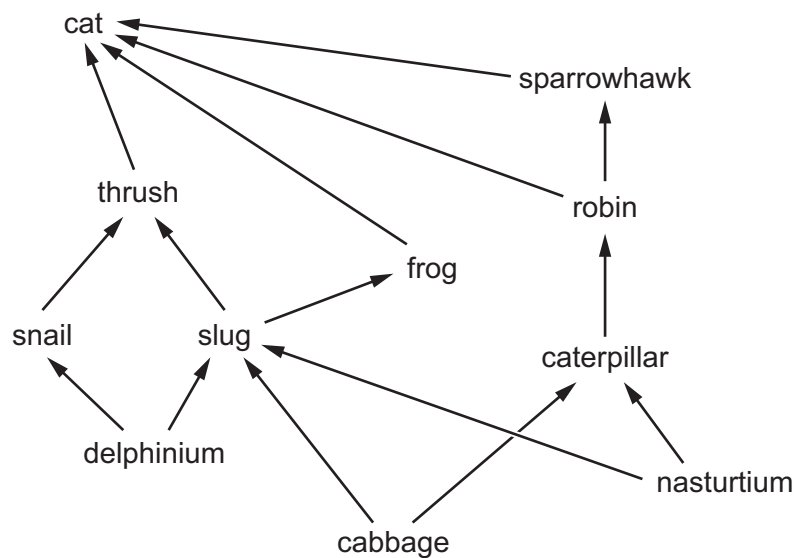 cat
sparrowhawk
thrush
robin
frog
snail
slug
caterpillar
delphinium
nasturtium
cabbage